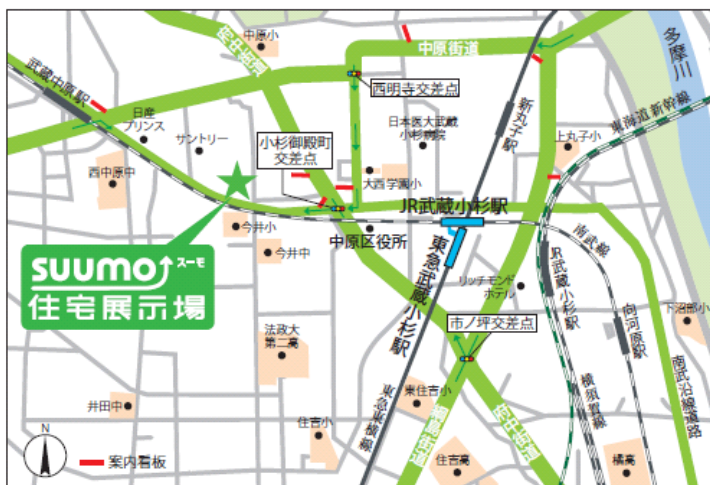 中原小
府中街道
中原街道
多摩川
武蔵中原駅
西明寺交差点
新丸子駅
東海道新幹線
日産
プリンス
サントリー
日本医大武蔵
小杉病院
上丸子小
小杉御殿町
交差点
西中原中
大西学園小
JR武蔵小杉駅
今井小
中原区役所
南武線
今井中
東急武蔵小杉駅
SUUMO スーモ
住宅展示場
リッチモンド
ホテル
JR武蔵小杉駅
向河原駅
下沼部小
市ノ坪交差点
法政大
第二高
南武沿線道路
横須賀線
東住吉小
東急東横線
井田中
住吉小
府中街道
住吉高
橘高
N
案内看板